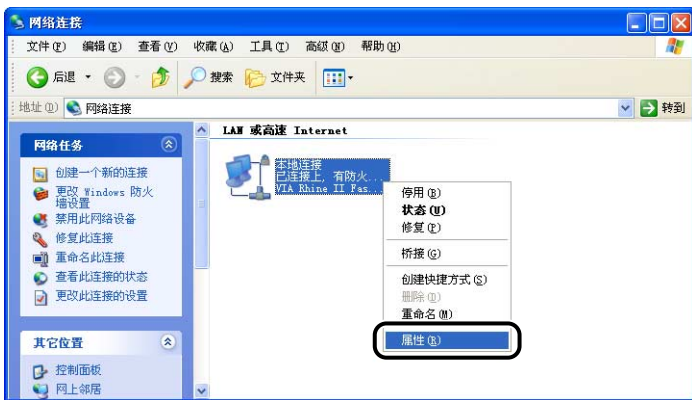 网络连接
文件(F) 编辑(E) 查看(V) 收藏(A) 工具(T) 高级(N) 帮助(H)
后退 搜索 文件夹
地址(D) 网络连接 转到
网络任务
创建一个新的连接
更改 Windows 防火
墙设置
禁用此网络设备
修复此连接
重命名此连接
查看此连接的状态
更改此连接的设置
其它位置
控制面板
网上邻居
LAN 或高速 Internet
本地连接
已连接上，有防火...
VIA Rhine II Fas...
停用(B)
状态(U)
修复(P)
桥接(G)
创建快捷方式(S)
删除(D)
重命名(M)
属性(R)